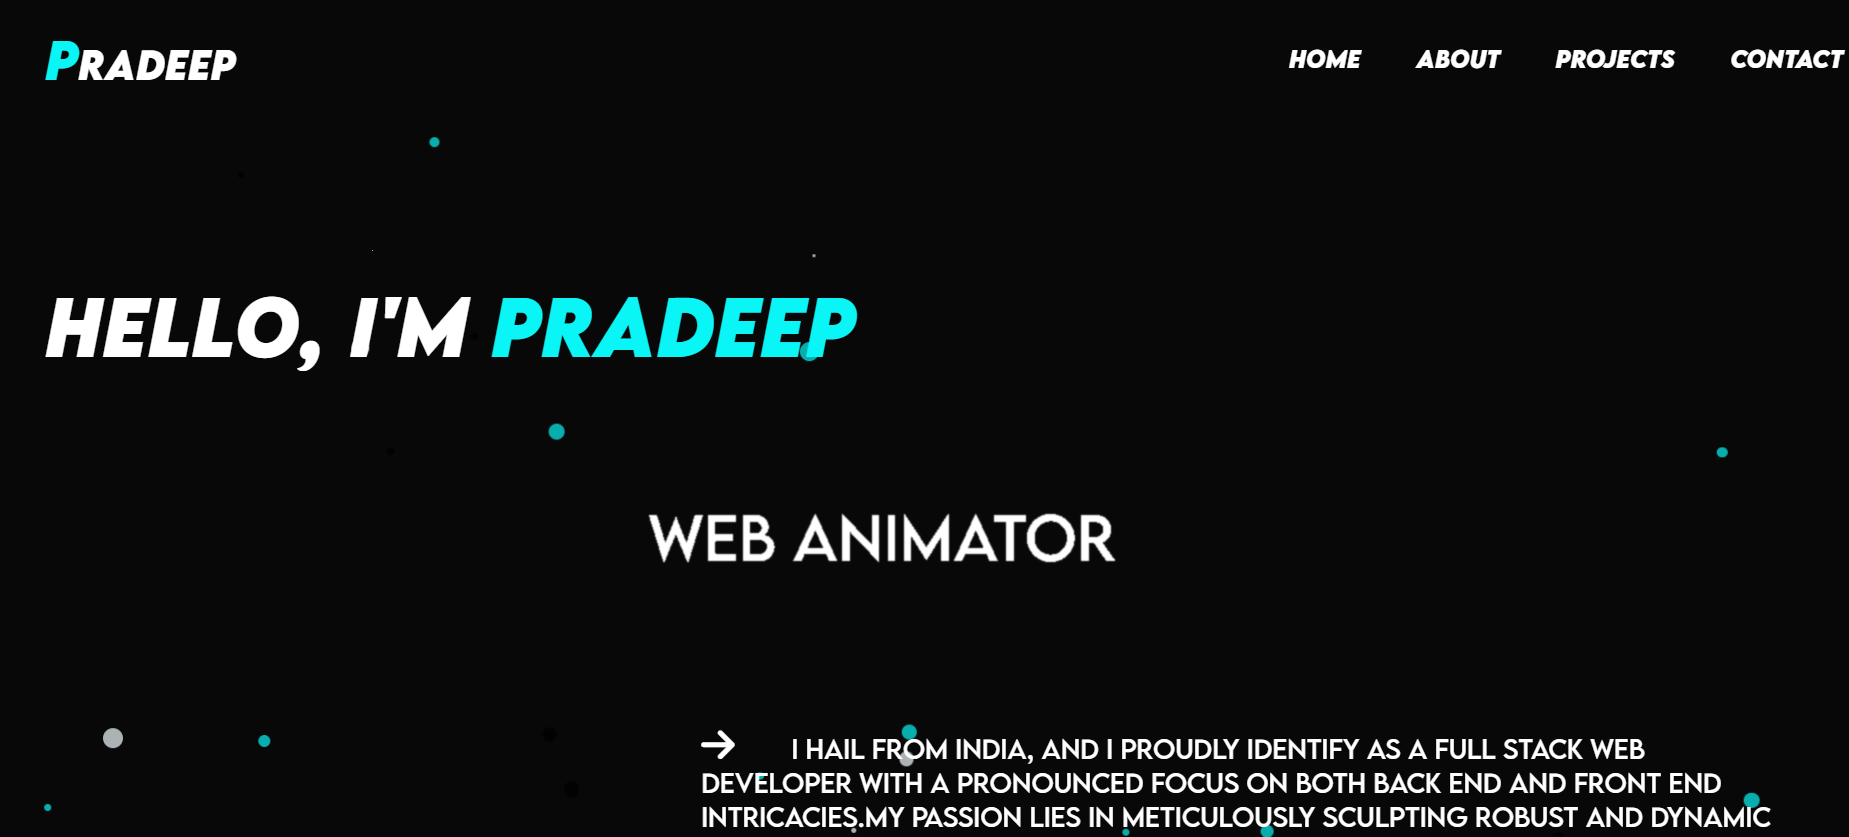 PRADEEP
HOME ABOUT PROJECTS CONTACT
HELLO, I'M PRADEEP
WEB ANIMATOR
I HAIL FROM INDIA, AND I PROUDLY IDENTIFY AS A FULL STACK WEB
DEVELOPER WITH A PRONOUNCED FOCUS ON BOTH BACK END AND FRONT END
INTRICACIES.MY PASSION LIES IN METICULOUSLY SCULPTING ROBUST AND DYNAMIC